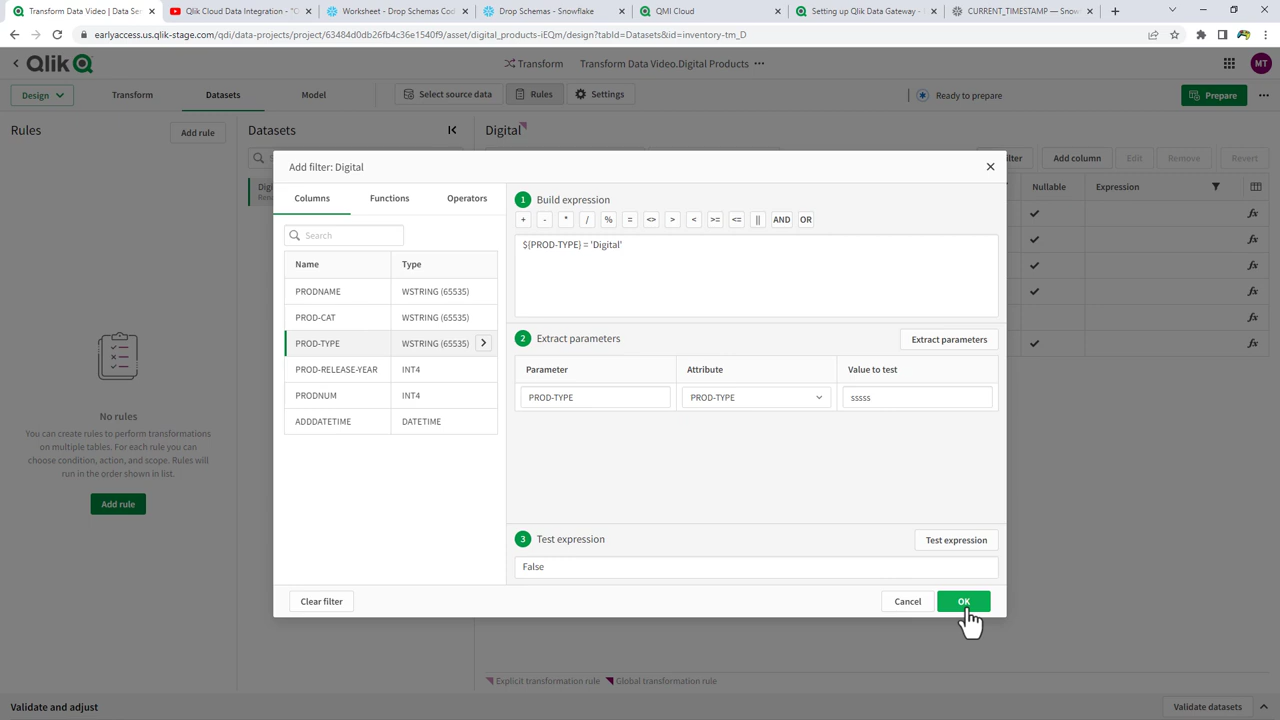 Transform Data Video | Data Ser
Qlik Cloud Data Integration - "C
Worksheet - Drop Schemas Code
Drop Schemas - Snowflake
QMI Cloud
Setting up Qlik Data Gateway -
CURRENT_TIMESTAMP — Snow
earlyaccess.us.qlik-stage.com/qdi/data-projects/project/63484d0db26fb4c36e1540f9/asset/digital_products-iEQm/design?tabId=Datasets&id=inventory-tm_D
Qlik
Transform
Transform Data Video.Digital Products
MT
Design
Transform
Datasets
Model
Select source data
Rules
Settings
Ready to prepare
Prepare
Rules
Add rule
Datasets
Digital
Add column
Edit
Remove
Revert
Nullable
Expression
Add filter: Digital
Columns
Functions
Operators
Search
Name
Type
PRODNAME
WSTRING (65535)
PROD-CAT
WSTRING (65535)
PROD-TYPE
WSTRING (65535)
PROD-RELEASE-YEAR
INT4
PRODNUM
INT4
ADDDATETIME
DATETIME
1 Build expression
+ - * / % = <> > < >= <= || AND OR
${PROD-TYPE} = 'Digital'
2 Extract parameters
Extract parameters
Parameter
Attribute
Value to test
PROD-TYPE
PROD-TYPE
sssss
3 Test expression
Test expression
False
Clear filter
Cancel
OK
No rules
You can create rules to perform transformations
on multiple tables. For each rule you can
choose condition, action, and scope. Rules will
run in the order shown in list.
Add rule
Explicit transformation rule
Global transformation rule
Validate and adjust
Validate datasets